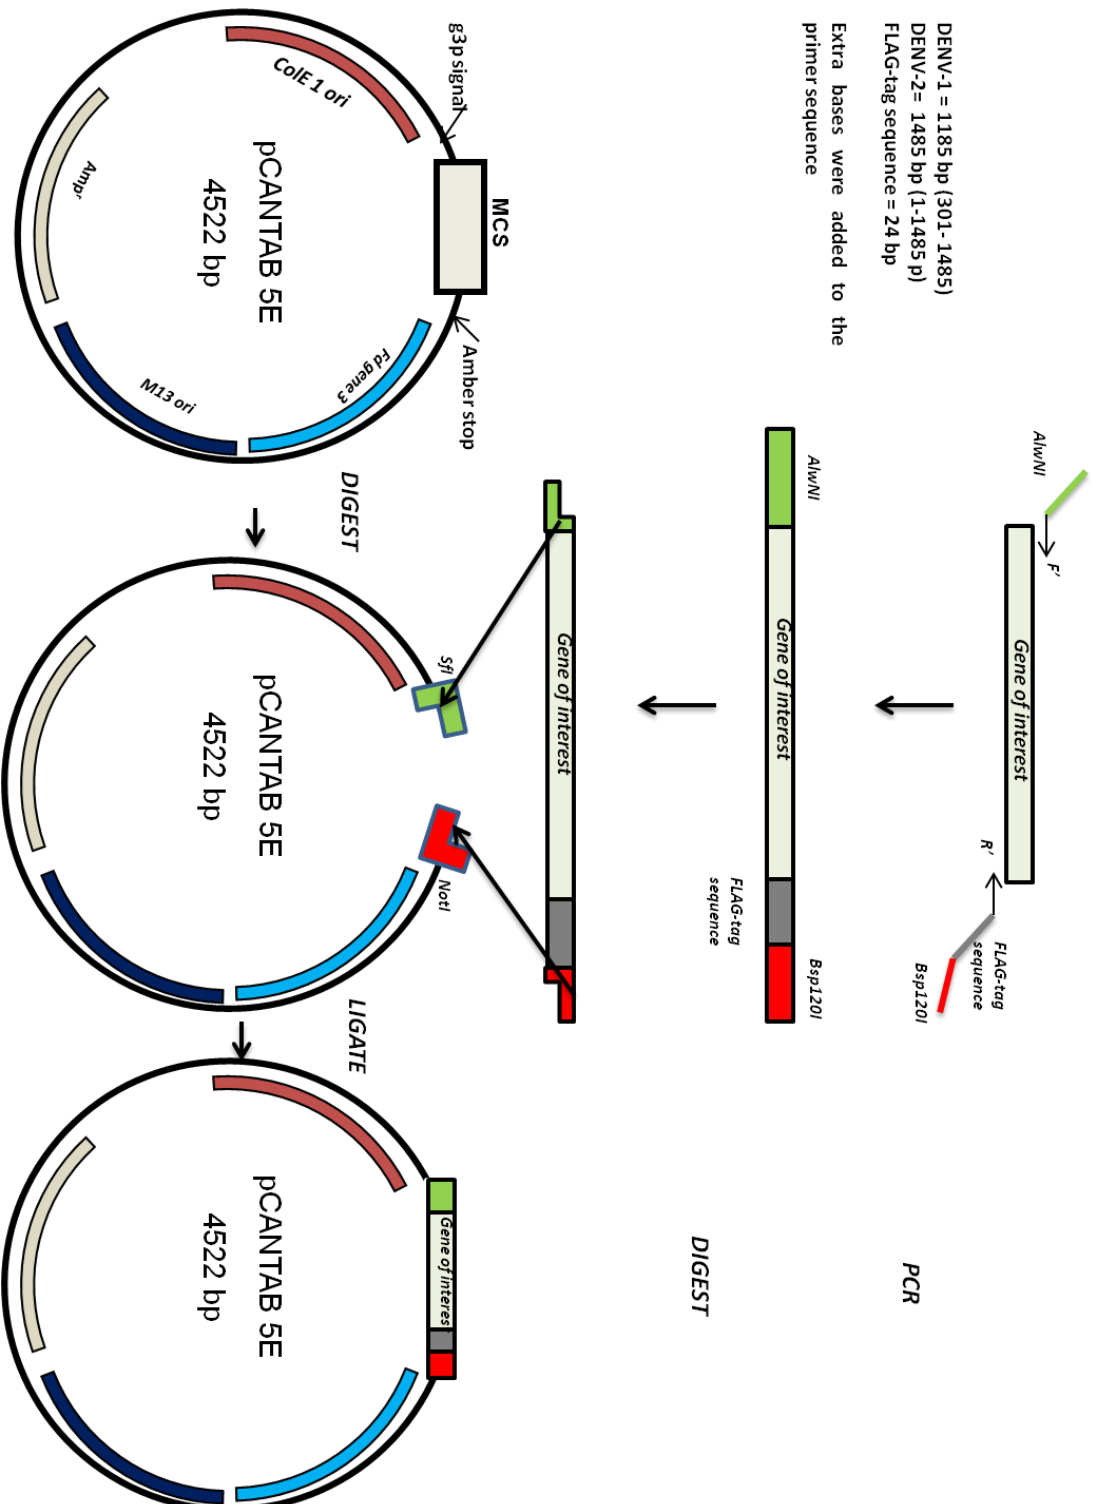 DENV-1 = 1185 bp (301- 1485)
DENV-2= 1485 bp (1-1485 p)
FLAG-tag sequence = 24 bp
Extra bases were added to the
primer sequence
AlwNI
F'
Gene of interest
R'
FLAG-tag
sequence
Bsp120I
PCR
AlwNI
Gene of interest
FLAG-tag
sequence
Bsp120I
DIGEST
Gene of interest
g3p signal
MCS
Amber stop
ColE 1 ori
Fd gene 3
pCANTAB 5E
4522 bp
Ampʳ
M13 ori
DIGEST
SfI
NotI
pCANTAB 5E
4522 bp
LIGATE
Gene of interes
pCANTAB 5E
4522 bp